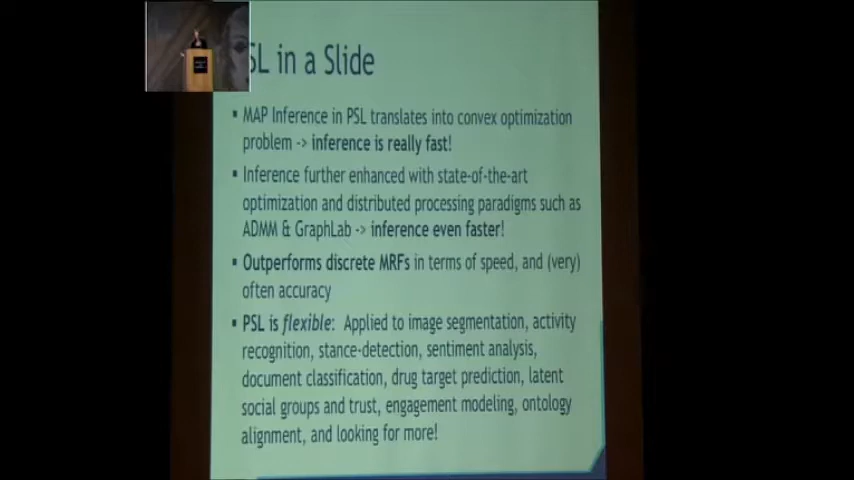 SL in a Slide
▪ MAP Inference in PSL translates into convex optimization
problem -> inference is really fast!
▪ Inference further enhanced with state-of-the-art
optimization and distributed processing paradigms such as
ADMM & GraphLab -> inference even faster!
▪ Outperforms discrete MRFs in terms of speed, and (very)
often accuracy
▪ PSL is flexible: Applied to image segmentation, activity
recognition, stance-detection, sentiment analysis,
document classification, drug target prediction, latent
social groups and trust, engagement modeling, ontology
alignment, and looking for more!